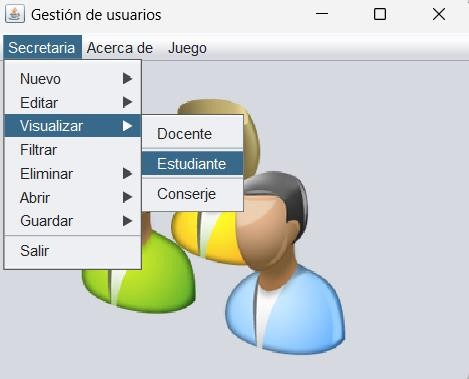 Gestión de usuarios
Secretaria Acerca de Juego
Nuevo
Editar
Visualizar
Filtrar
Eliminar
Abrir
Guardar
Salir
Docente
Estudiante
Conserje